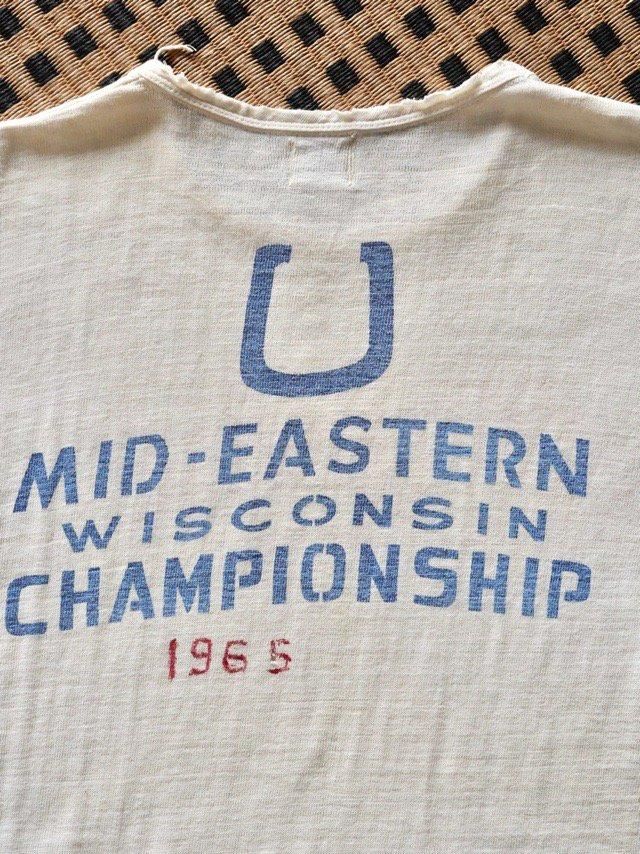 MID-EASTERN
WISCONSIN
CHAMPIONSHIP
1965